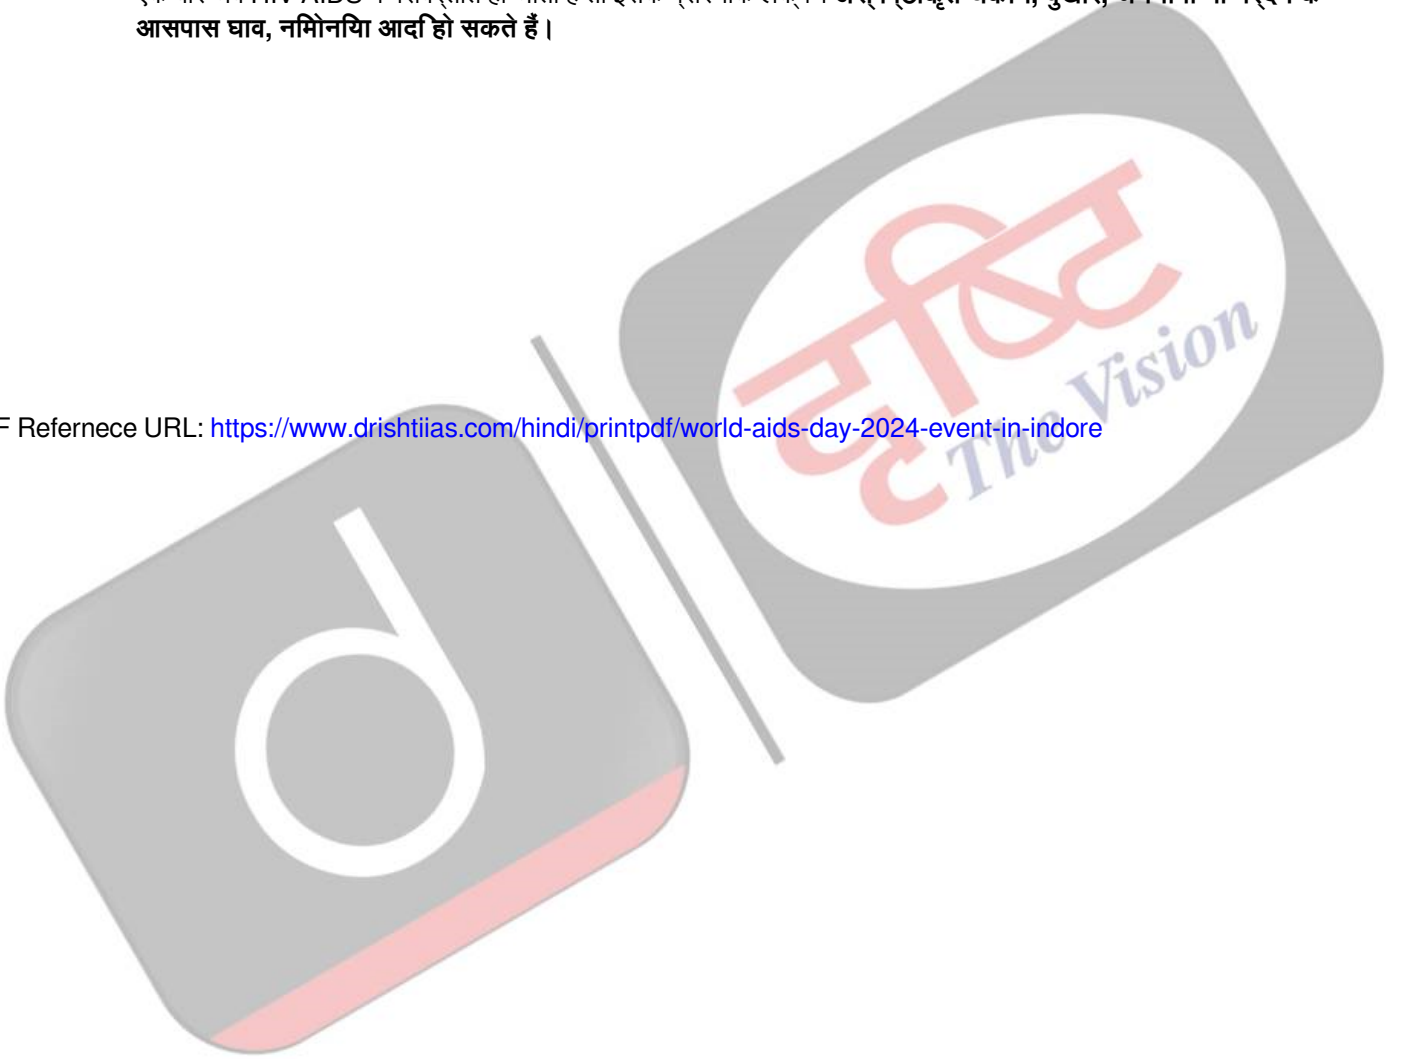 आसपास घाव, निमोनिया आदि हो सकते हैं।
दृष्टि
The Vision
F Refernece URL: https://www.drishtiias.com/hindi/printpdf/world-aids-day-2024-event-in-indore
d